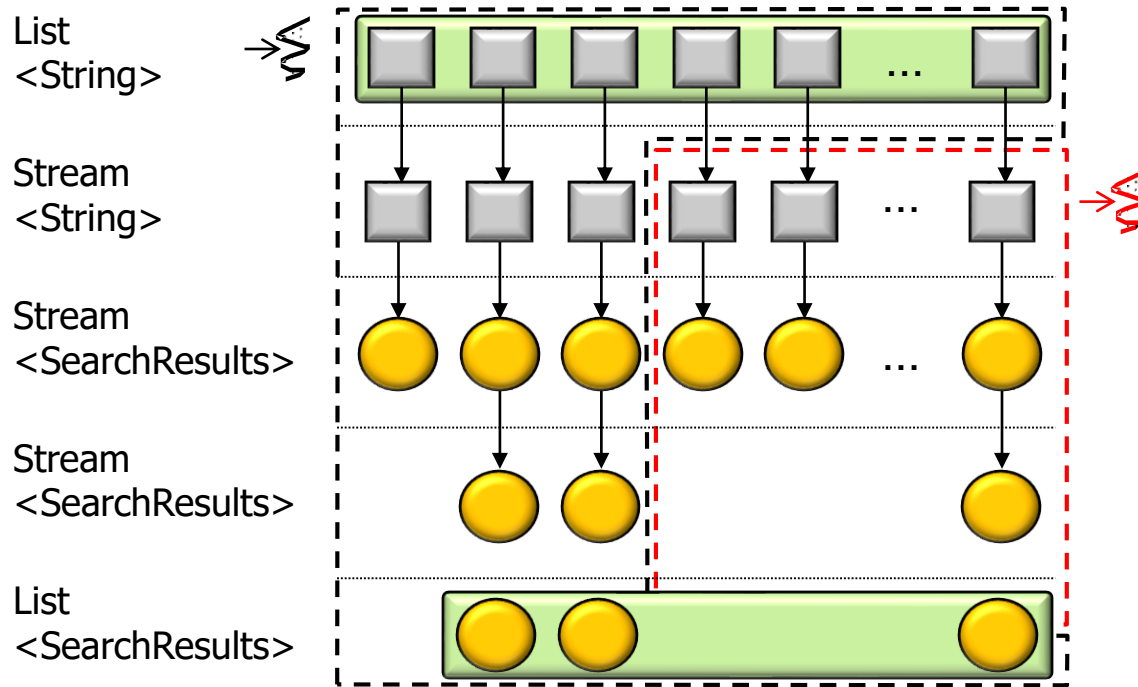 List
<String>
...
Stream
<String>
...
Stream
<SearchResults>
...
Stream
<SearchResults>
List
<SearchResults>